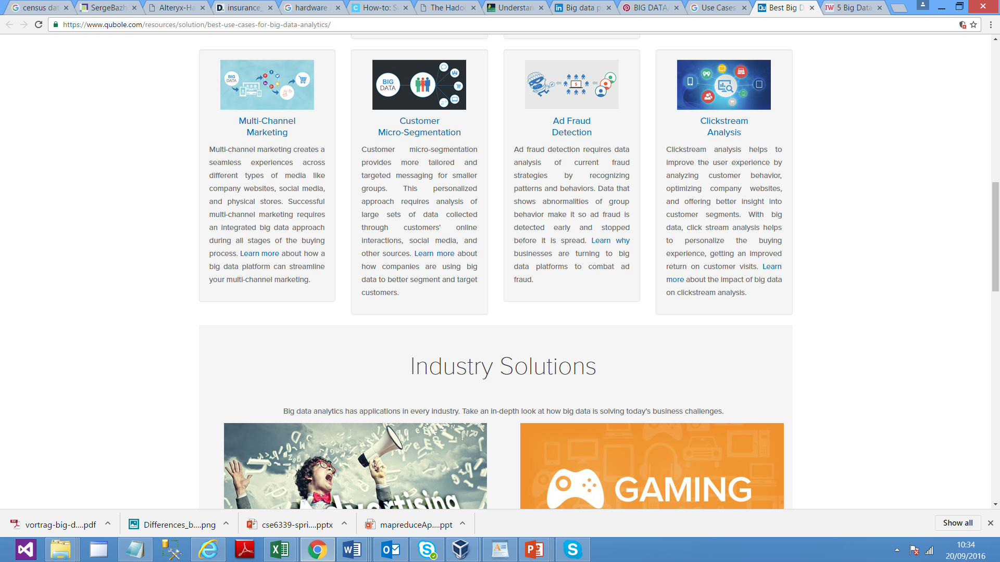 census dat
SergeBazh
Alteryx-Ha
insurance_
hardware
How-to: S
The Hadoo
Understan
Big data p
BIG DATA
Use Cases
Best Big D
5 Big Data
https://www.qubole.com/resources/solution/best-use-cases-for-big-data-analytics/
BIG
DATA
Multi-Channel
Marketing
Multi-channel marketing creates a
seamless experiences across
different types of media like
company websites, social media,
and physical stores. Successful
multi-channel marketing requires
an integrated big data approach
during all stages of the buying
process. Learn more about how a
big data platform can streamline
your multi-channel marketing.
BIG
DATA
Customer
Micro-Segmentation
Customer micro-segmentation
provides more tailored and
targeted messaging for smaller
groups. This personalized
approach requires analysis of
large sets of data collected
through customers’ online
interactions, social media, and
other sources. Learn more about
how companies are using big
data to better segment and target
customers.
$
Ad Fraud
Detection
Ad fraud detection requires data
analysis of current fraud
strategies by recognizing
patterns and behaviors. Data that
shows abnormalities of group
behavior make it so ad fraud is
detected early and stopped
before it is spread. Learn why
businesses are turning to big
data platforms to combat ad
fraud.
Clickstream
Analysis
Clickstream analysis helps to
improve the user experience by
analyzing customer behavior,
optimizing company websites,
and offering better insight into
customer segments. With big
data, click stream analysis helps
to personalize the buying
experience, getting an improved
return on customer visits. Learn
more about the impact of big data
on clickstream analysis.
Industry Solutions
Big data analytics has applications in every industry. Take an in-depth look at how big data is solving today's business challenges.
Advertising
GAMING
vortrag-big-d....pdf
Differences_b....png
cse6339-spri....pptx
mapreduceAp....ppt
Show all
10:34
20/09/2016